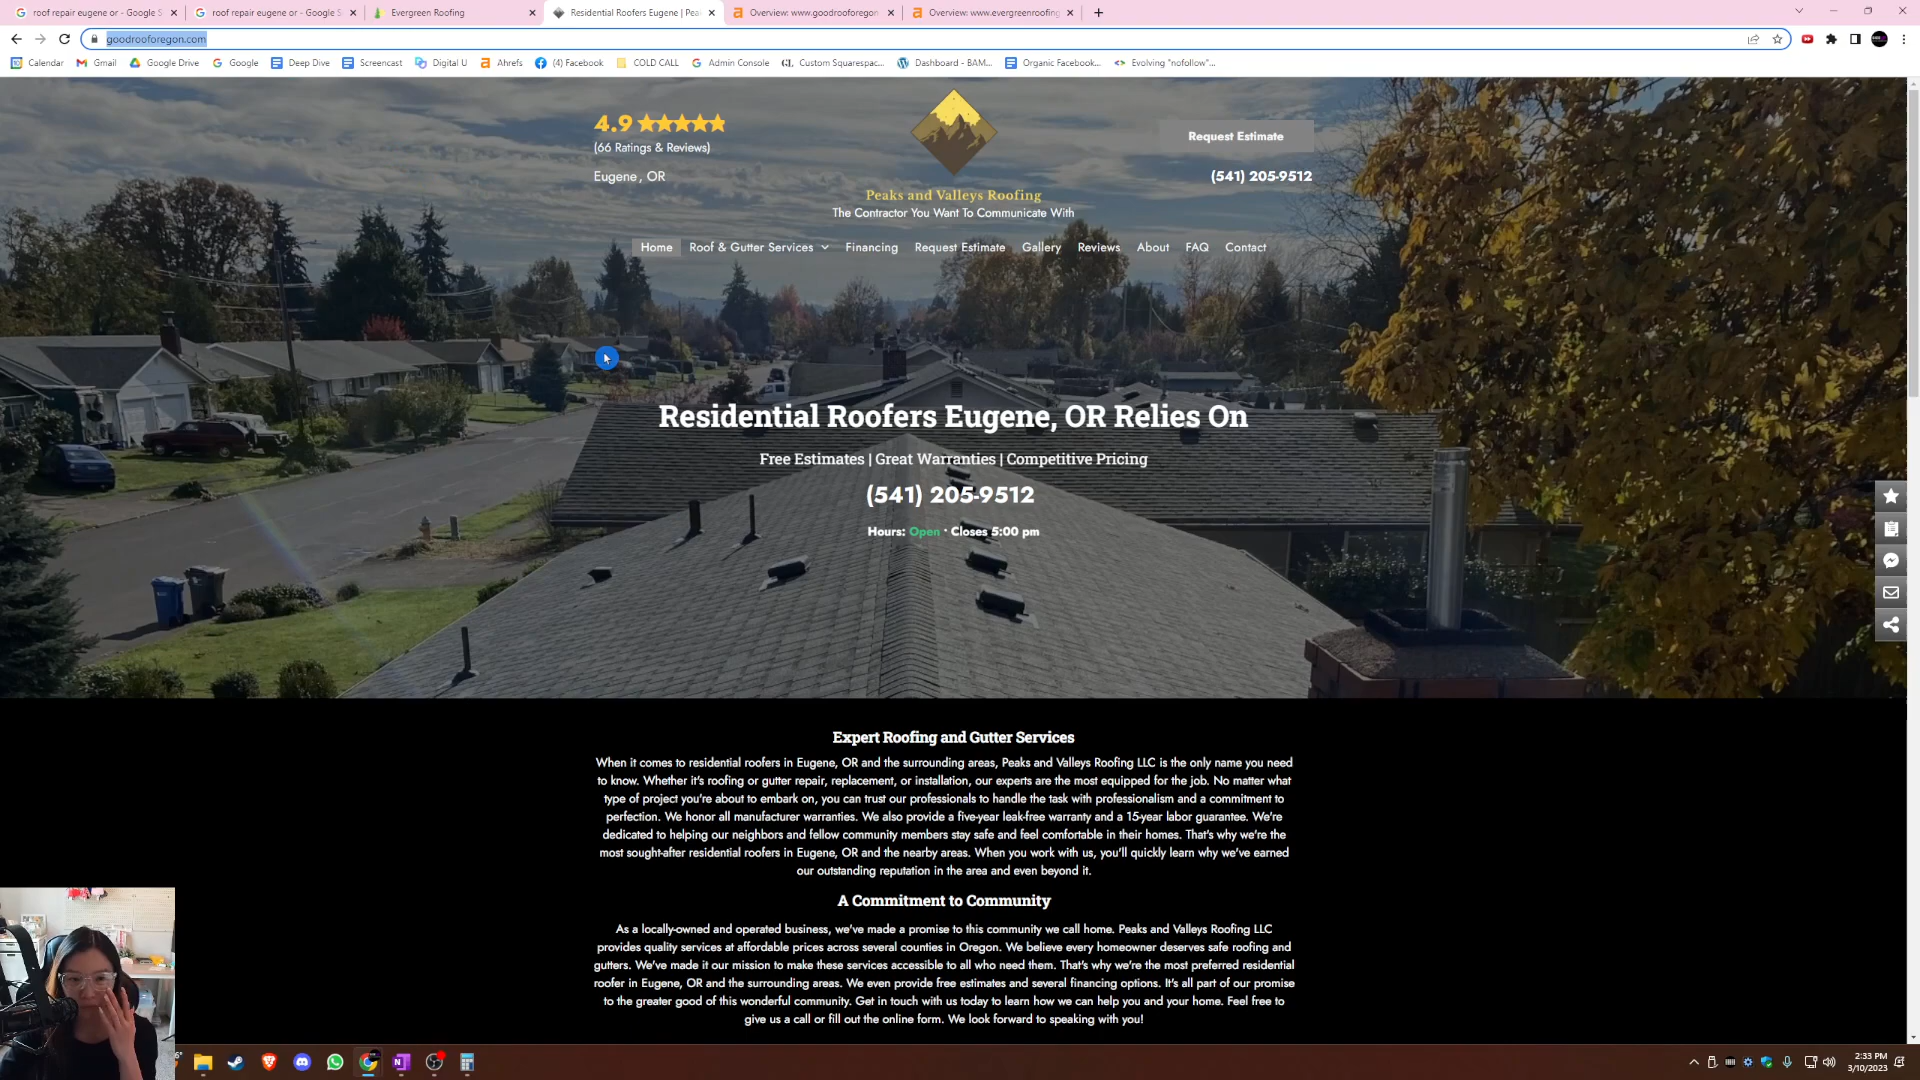 roof repair eugene or - Google S
roof repair eugene or - Google S
Evergreen Roofing
Residential Roofers Eugene | Pea
Overview: www.goodrooforegon
Overview: www.evergreenroofing
goodrooforegon.com
Calendar
Gmail
Google Drive
Google
Deep Dive
Screencast
Digital U
Ahrefs
(4) Facebook
COLD CALL
Admin Console
Custom Squarespac...
Dashboard - BAM...
Organic Facebook...
Evolving "nofollow"...
4.9
(66 Ratings & Reviews)
Eugene, OR
Peaks and Valleys Roofing
The Contractor You Want To Communicate With
Request Estimate
(541) 205-9512
Home
Roof & Gutter Services
Financing
Request Estimate
Gallery
Reviews
About
FAQ
Contact
Residential Roofers Eugene, OR Relies On
Free Estimates | Great Warranties | Competitive Pricing
(541) 205-9512
Hours: Open · Closes 5:00 pm
Expert Roofing and Gutter Services
When it comes to residential roofers in Eugene, OR and the surrounding areas, Peaks and Valleys Roofing LLC is the only name you need
to know. Whether it's roofing or gutter repair, replacement, or installation, our experts are the most equipped for the job. No matter what
type of project you're about to embark on, you can trust our professionals to handle the task with professionalism and a commitment to
perfection. We honor all manufacturer warranties. We also provide a five-year leak-free warranty and a 15-year labor guarantee. We're
dedicated to helping our neighbors and fellow community members stay safe and feel comfortable in their homes. That's why we're the
most sought-after residential roofers in Eugene, OR and the nearby areas. When you work with us, you'll quickly learn why we've earned
our outstanding reputation in the area and even beyond it.
A Commitment to Community
As a locally-owned and operated business, we've made a promise to this community we call home. Peaks and Valleys Roofing LLC
provides quality services at affordable prices across several counties in Oregon. We believe every homeowner deserves safe roofing and
gutters. We've made it our mission to make these services accessible to all who need them. That's why we're the most preferred residential
roofer in Eugene, OR and the surrounding areas. We even provide free estimates and several financing options. It's all part of our promise
to the greater good of this wonderful community. Get in touch with us today to learn how we can help you and your home. Feel free to
give us a call or fill out the online form. We look forward to speaking with you!
2:33 PM
3/10/2023